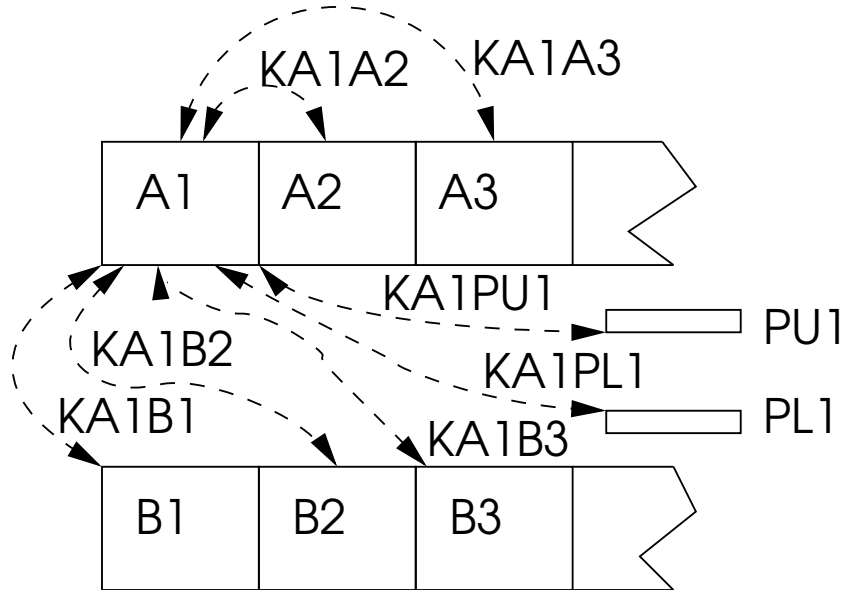 KA1A2
KA1A3
A1
A2
A3
KA1PU1
PU1
KA1B2
KA1PL1
KA1B1
KA1B3
PL1
B1
B2
B3